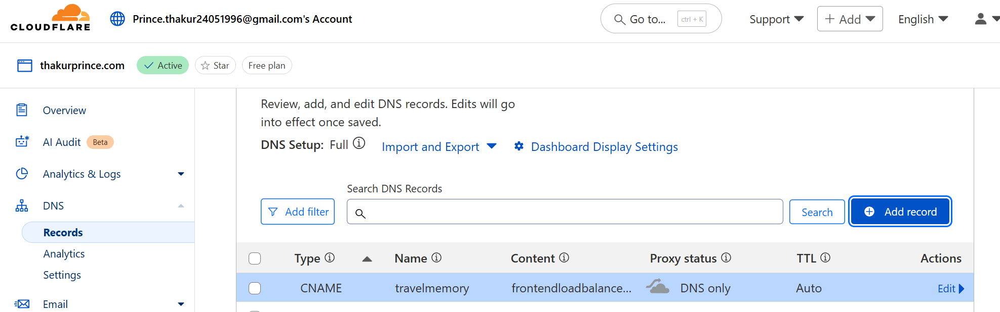 CLOUDFLARE
Prince.thakur24051996@gmail.com's Account
Go to...
ctrl + K
Support
Add
English
thakurprince.com
Active
Star
Free plan
Overview
AI Audit Beta
Analytics & Logs
DNS
Records
Analytics
Settings
Email
Review, add, and edit DNS records. Edits will go
into effect once saved.
DNS Setup: Full
Import and Export
Dashboard Display Settings
Search DNS Records
Add filter
Search
Add record
Type Name Content Proxy status TTL Actions
CNAME travelmemory frontendloadbalance... DNS only Auto Edit